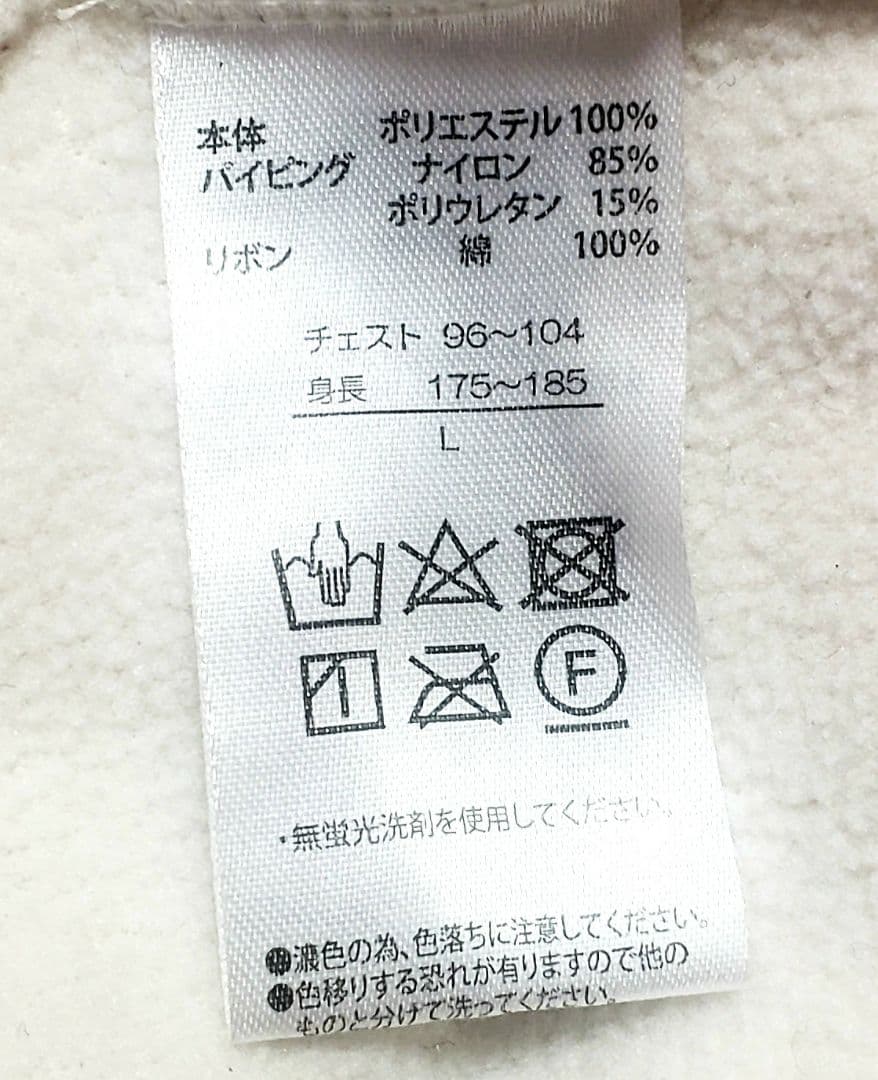 本体 ポリエステル 100%
パイピング ナイロン 85%
ポリウレタン 15%
リボン 綿 100%
チェスト 96〜104
身長 175〜185
L
F
・無蛍光洗剤を使用してください。
濃色の為、色落ちに注意してください。
色移りする恐れが有りますので他の
ものと分けて洗ってください。